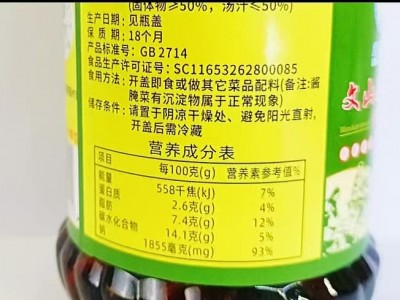 (固体物≥50%，汤汁≤50%)
生产日期：见瓶盖
保 质 期：18个月
产品标准号：GB 2714
食品生产许可证号：SC11653262800085
食用方法：开盖即食或做其它菜品配料(备注:酱
腌菜有沉淀物属于正常现象)
储存条件：请置于阴凉干燥处、避免阳光直射，
开盖后需冷藏
营养成分表
项目 每100克(g) 营养素参考值%
能量 558千焦(kJ) 7%
蛋白质 2.6克(g) 4%
脂肪 7.4克(g) 12%
碳水化合物 14.1克(g) 5%
钠 1855毫克(mg) 93%
文山